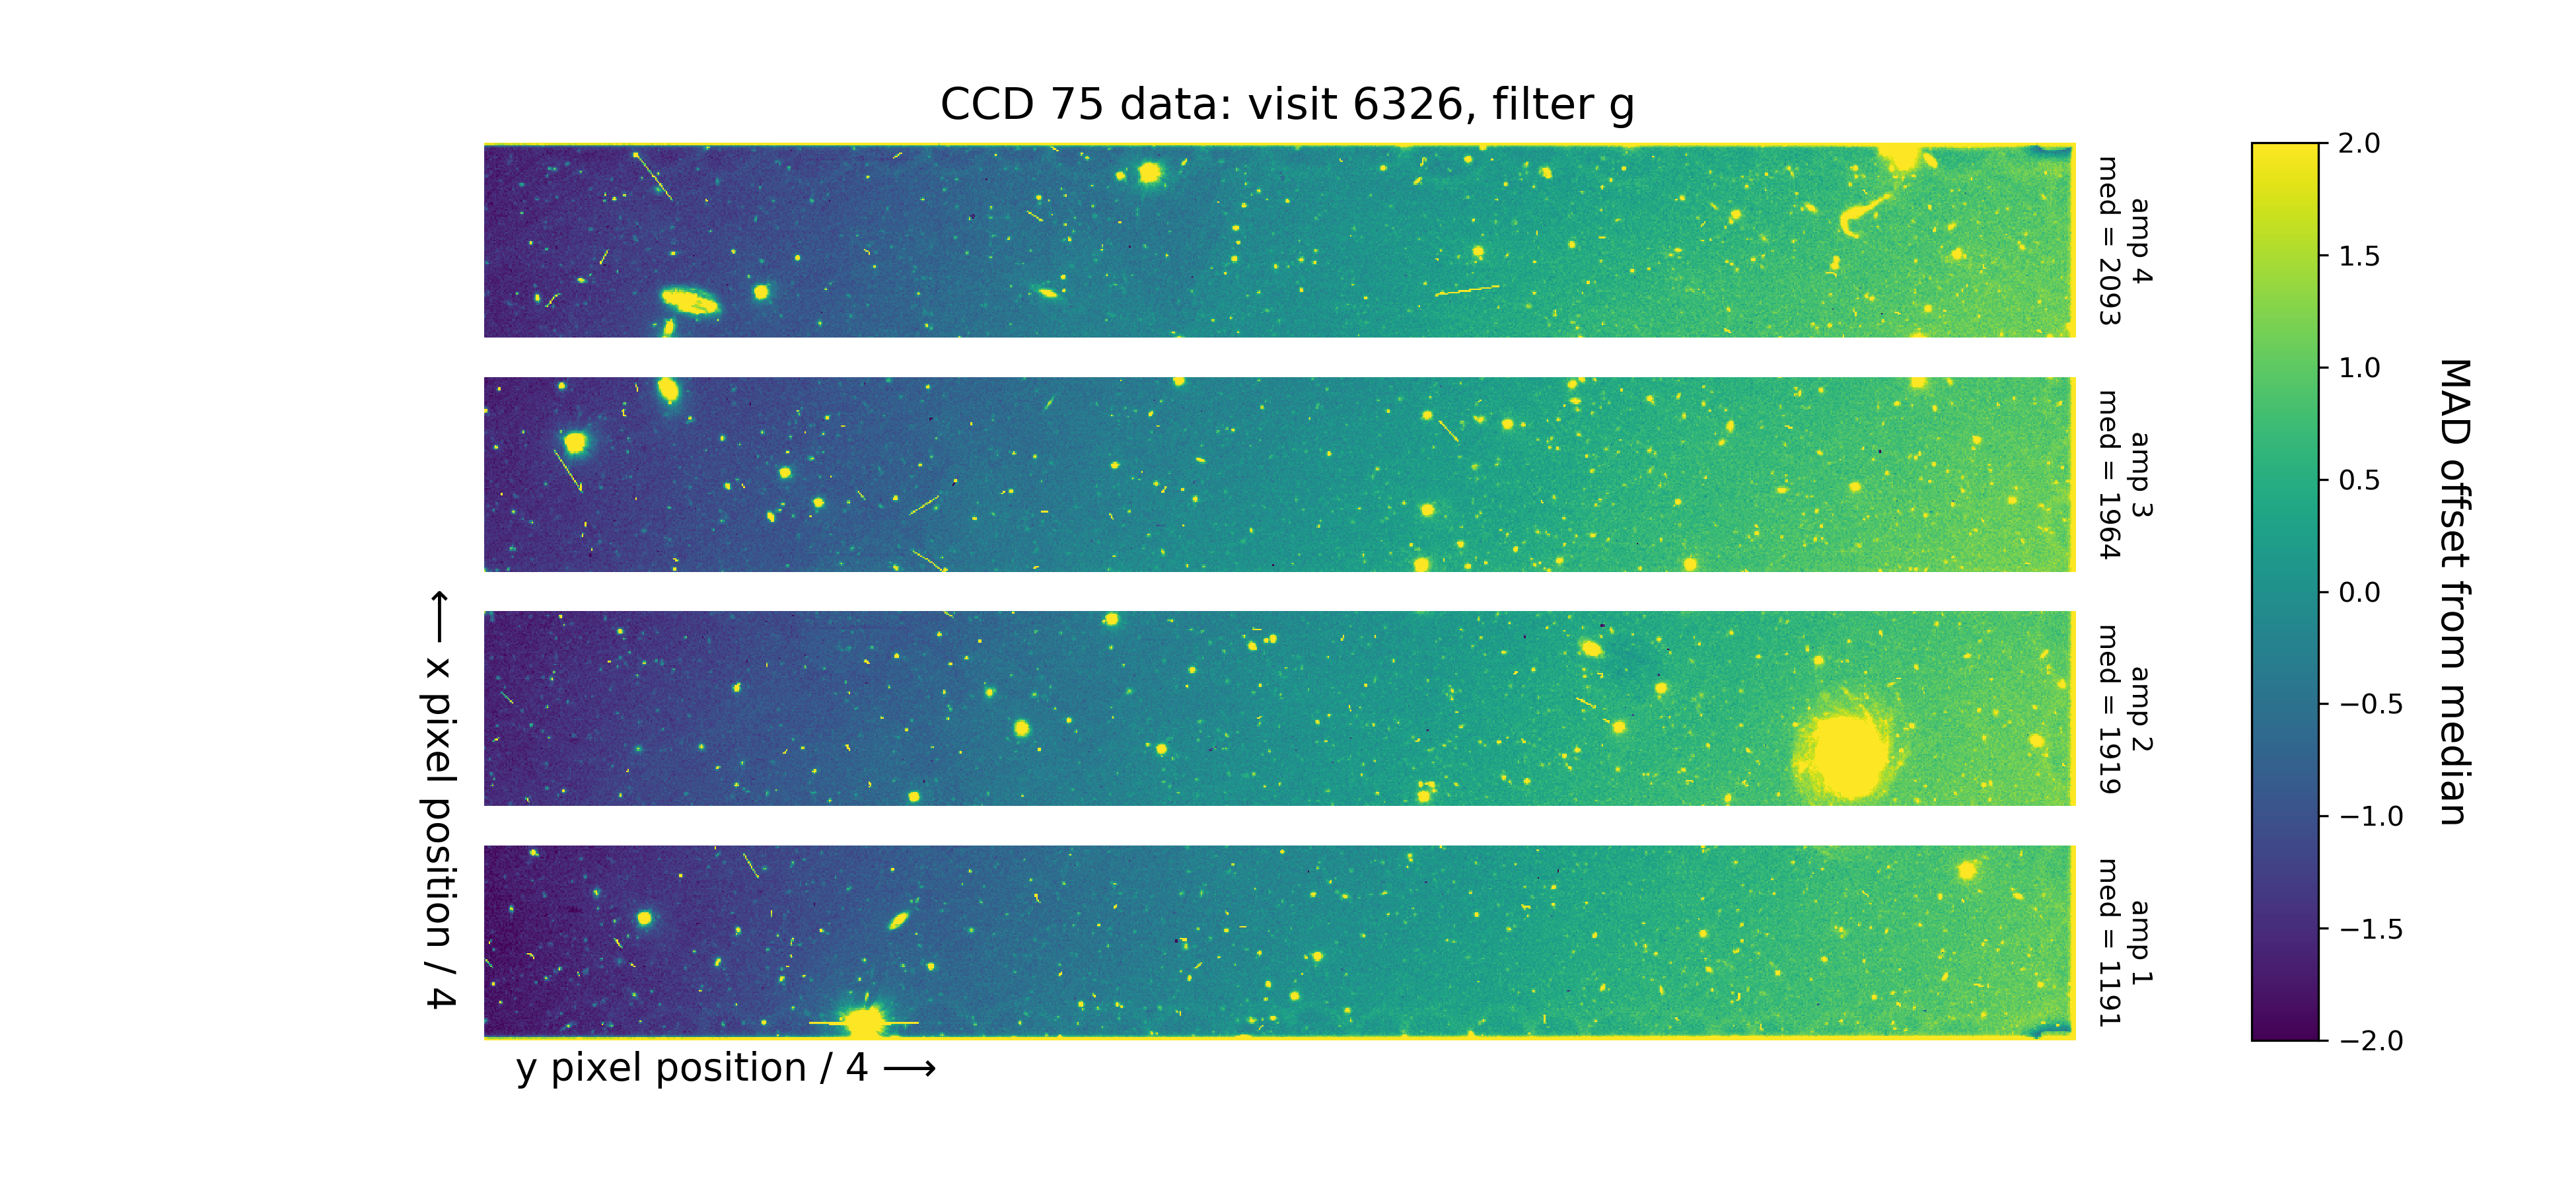 CCD 75 data: visit 6326, filter g
amp 4
med = 2093
amp 3
med = 1964
amp 2
med = 1919
amp 1
med = 1191
⟵ x pixel position / 4
y pixel position / 4 ⟶
2.0
1.5
1.0
0.5
0.0
−0.5
−1.0
−1.5
−2.0
MAD offset from median